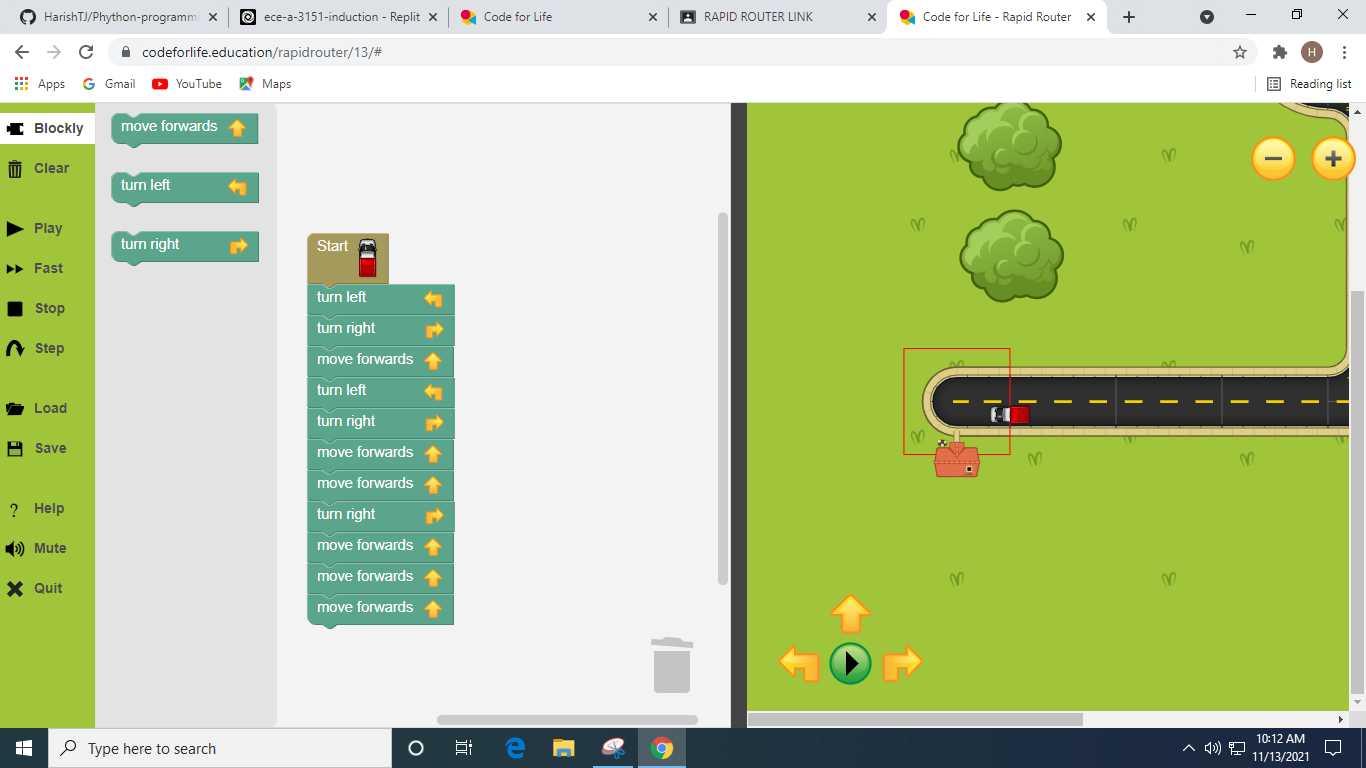 HarishTJ/Phython-programm
ece-a-3151-induction - Replit
Code for Life
RAPID ROUTER LINK
Code for Life - Rapid Router
codeforlife.education/rapidrouter/13/#
H
Apps
Gmail
YouTube
Maps
Reading list
Blockly
Clear
Play
Fast
Stop
Step
Load
Save
Help
Mute
Quit
move forwards
turn left
turn right
Start
turn left
turn right
move forwards
turn left
turn right
move forwards
move forwards
turn right
move forwards
move forwards
move forwards
Type here to search
10:12 AM
11/13/2021